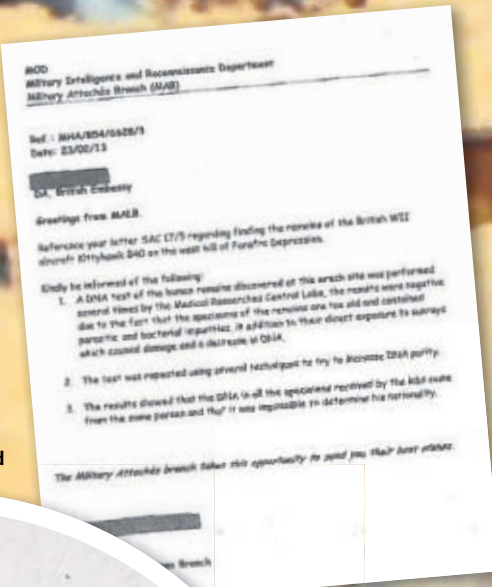 MOD
Military Intelligence and Reconnaissance Department
Military Attachés Branch (MAB)
Ref.: MHA/854/0528/3
Date: 23/02/13
DA, British Embassy
Greetings from MALB.
Reference your letter SAC 17/5 regarding finding the remains of the British WII
aircraft Kittyhawk B40 on the west hill of Depression.
Kindly be informed of the following:
1. A DNA test of the human remains discovered at this wreck site was performed
several times by the Medical Researches Central Labs, the results were negative
due to the fact that the specimens of the remains are too old and contained
parasitic and bacterial impurities, in addition to their direct exposure to sunrays
which caused damage and a decrease in DNA.
2. The test was repeated using several techniques to try to increase DNA purity.
3. The results showed that the DNA in all the specimens received by the labs came
from the same person and that it was impossible to determine his nationality.
The Military Attachés branch takes this opportunity to send you their best wishes.
Branch
d